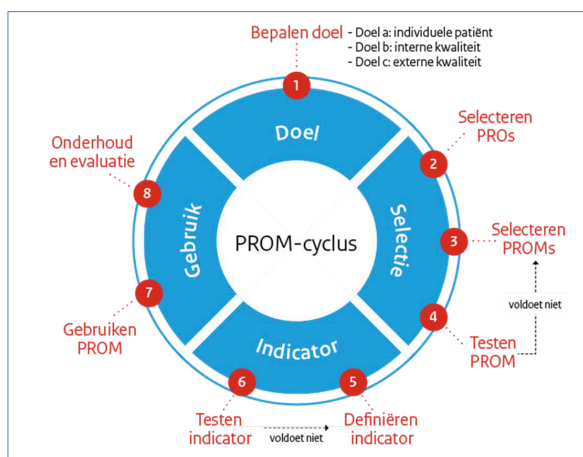 Bepalen doel
- Doel a: individuele patiënt
- Doel b: interne kwaliteit
- Doel c: externe kwaliteit
1
Doel
Selecteren
PROs
2
Selectie
3
Selecteren
PROMs
voldoet niet
4
Testen
PROM
Indicator
5
Definiëren
indicator
voldoet niet
6
Testen
indicator
7
Gebruiken
PROM
Gebruik
8
Onderhoud
en evaluatie
PROM-cyclus